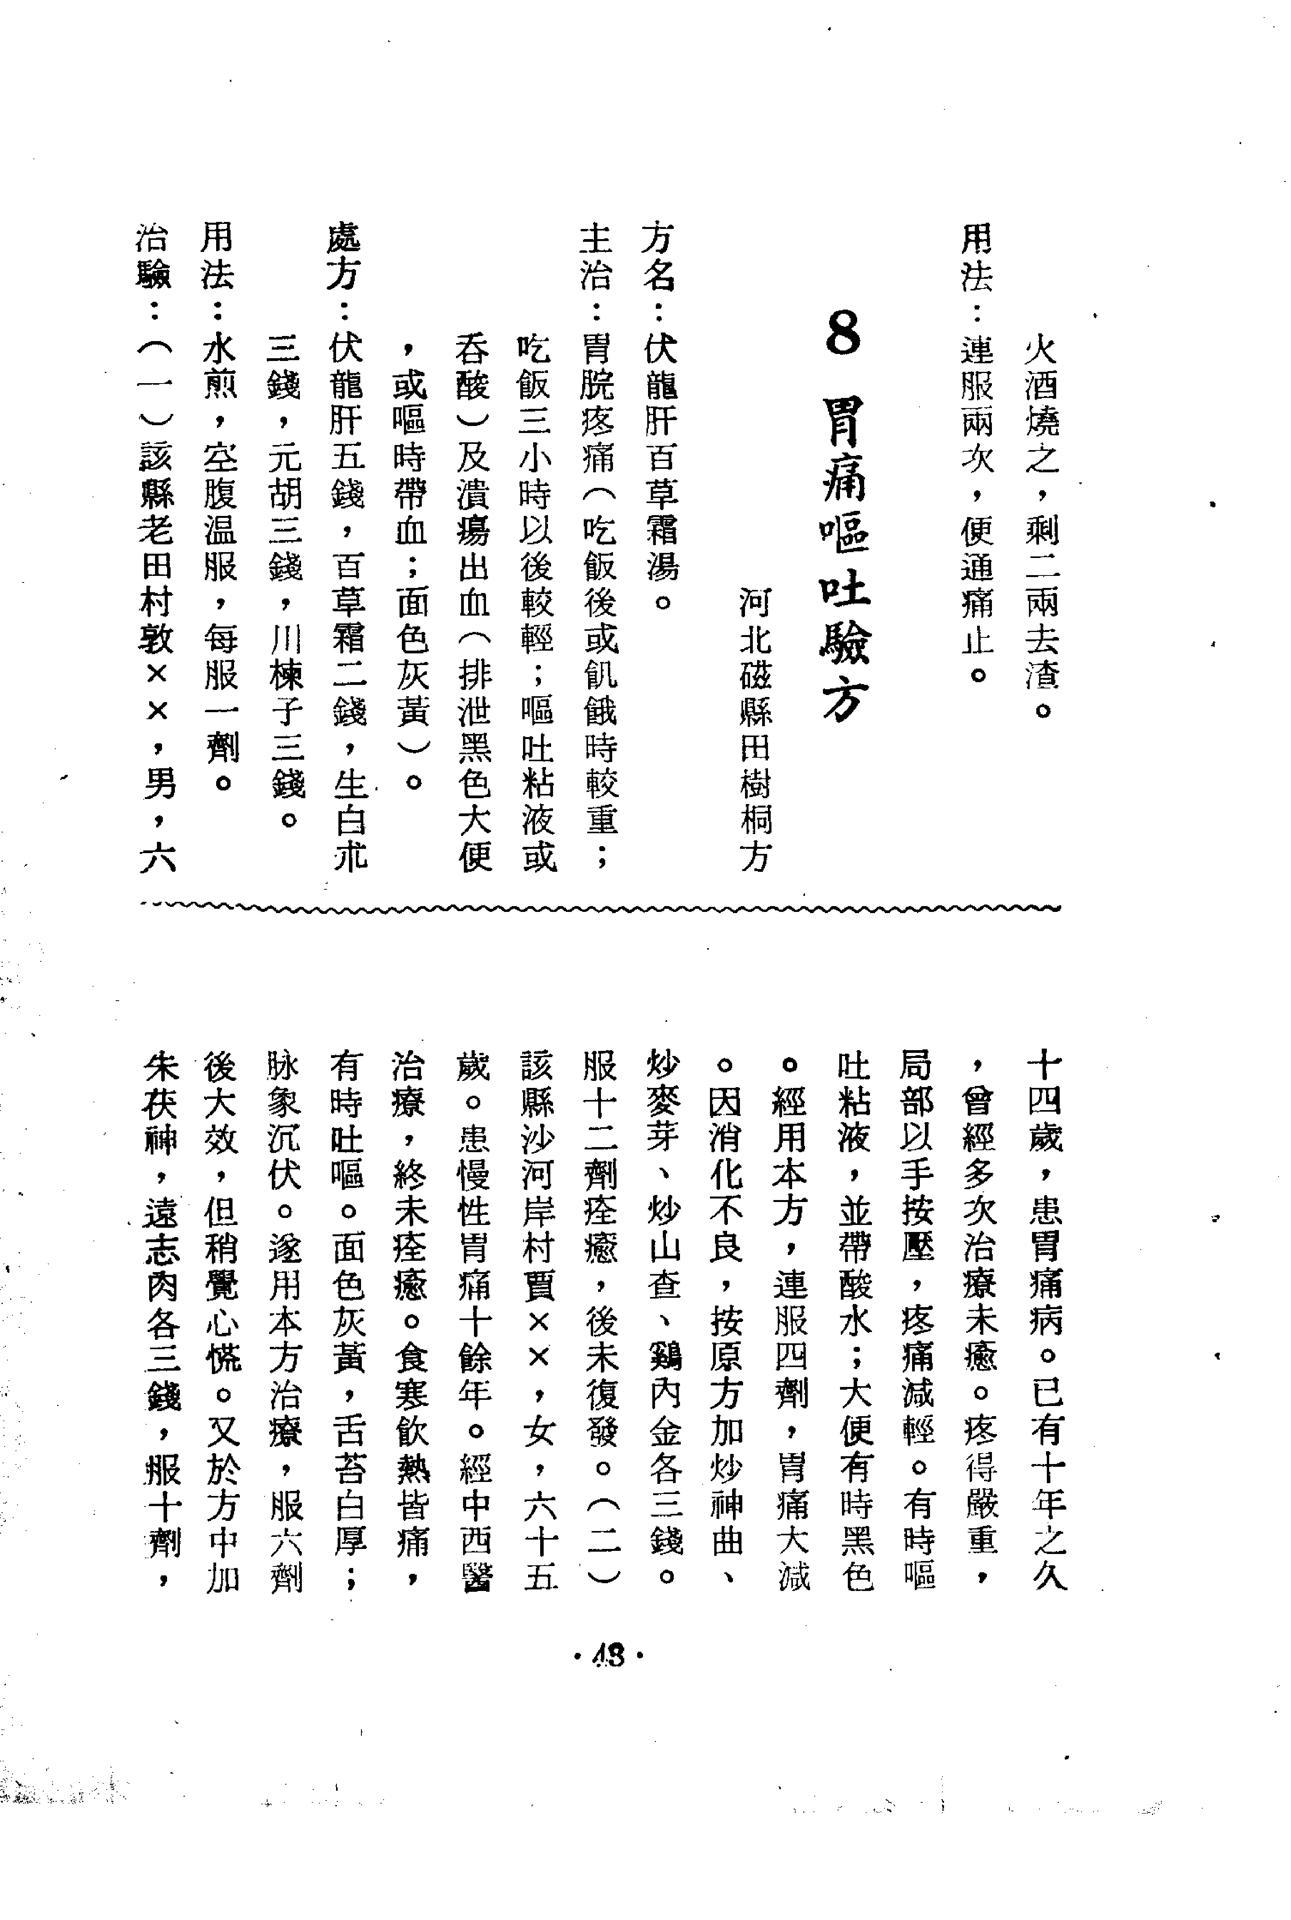 火酒燒之，剩二兩去渣。
用法：連服兩次，便通痛止。
8 胃痛嘔吐驗方
河北磁縣田樹桐方
方名：伏龍肝百草霜湯。
主治：胃脘疼痛（吃飯後或飢餓時較重；
吃飯三小時以後較輕；嘔吐粘液或
吞酸）及潰瘍出血（排泄黑色大便
，或嘔時帶血；面色灰黃）。
處方：伏龍肝五錢，百草霜二錢，生白朮
三錢，元胡三錢，川楝子三錢。
用法：水煎，空腹温服，每服一劑。
治驗：（一）該縣老田村敦××，男，六
十四歲，患胃痛病。已有十年之久
，曾經多次治療未癒。疼得嚴重，
局部以手按壓，疼痛減輕。有時嘔
吐粘液，並帶酸水；大便有時黑色
。經用本方，連服四劑，胃痛大減
。因消化不良，按原方加炒神曲、
炒麥芽、炒山查、鷄內金各三錢。
服十二劑痊癒，後未復發。（二）
該縣沙河岸村賈××，女，六十五
歲。患慢性胃痛十餘年。經中西醫
治療，終未痊癒。食寒飲熱皆痛，
有時吐嘔。面色灰黃，舌苔白厚；
脉象沉伏。遂用本方治療，服六劑
後大效，但稍覺心慌。又於方中加
朱茯神，遠志肉各三錢，服十劑，
·48·